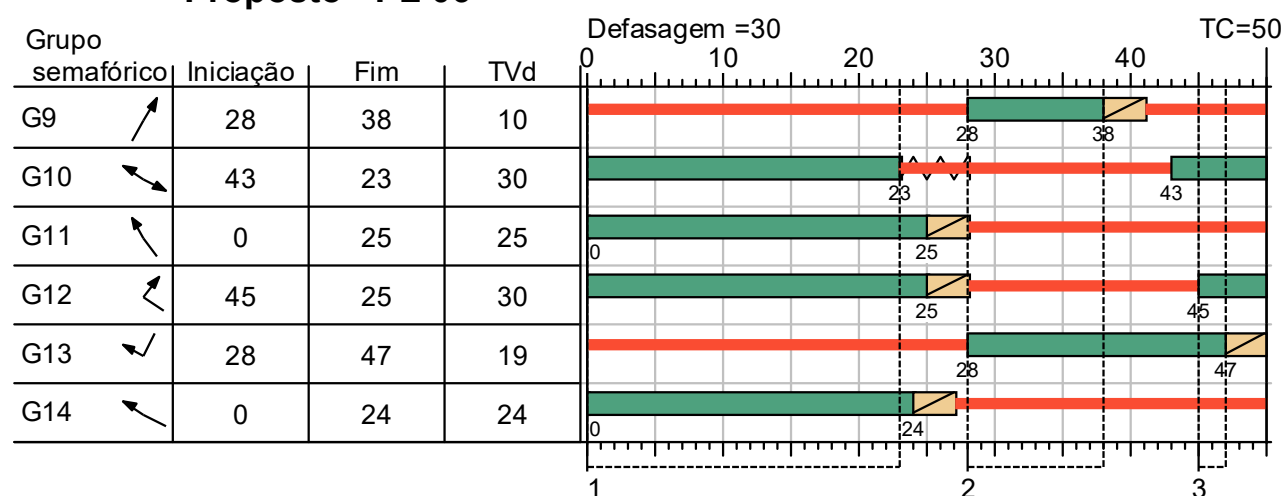 Defasagem =30 TC=50
Grupo
semafórico Iniciação Fim TVd 0 10 20 30 40
G9 28 38 10
28 38
G10 43 23 30
23 43
G11 0 25 25
0 25
G12 45 25 30
25 45
G13 28 47 19
28 47
G14 0 24 24
0 24
1 2 3